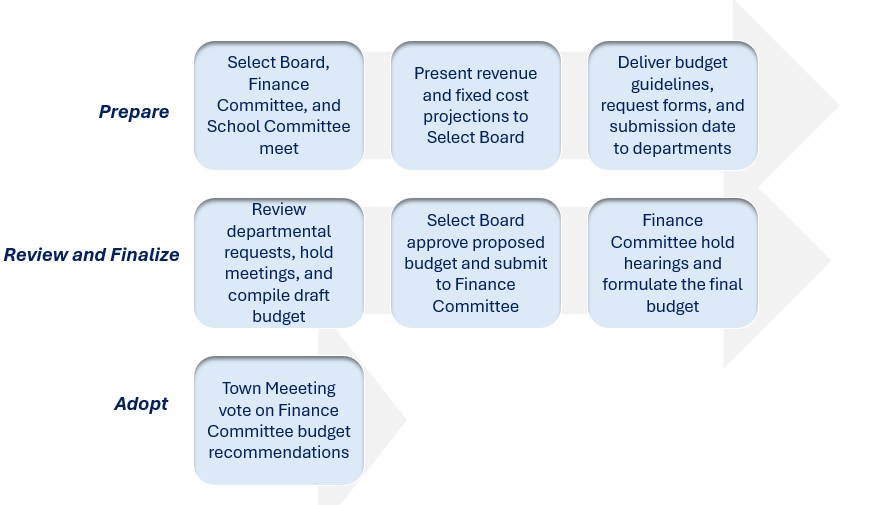 Prepare
Select Board,
Finance
Committee, and
School Committee
meet
Present revenue
and fixed cost
projections to
Select Board
Deliver budget
guidelines,
request forms, and
submission date
to departments
Review and Finalize
Review
departmental
requests, hold
meetings, and
compile draft
budget
Select Board
approve proposed
budget and submit
to Finance
Committee
Finance
Committee hold
hearings and
formulate the final
budget
Adopt
Town Meeeting
vote on Finance
Committee budget
recommendations